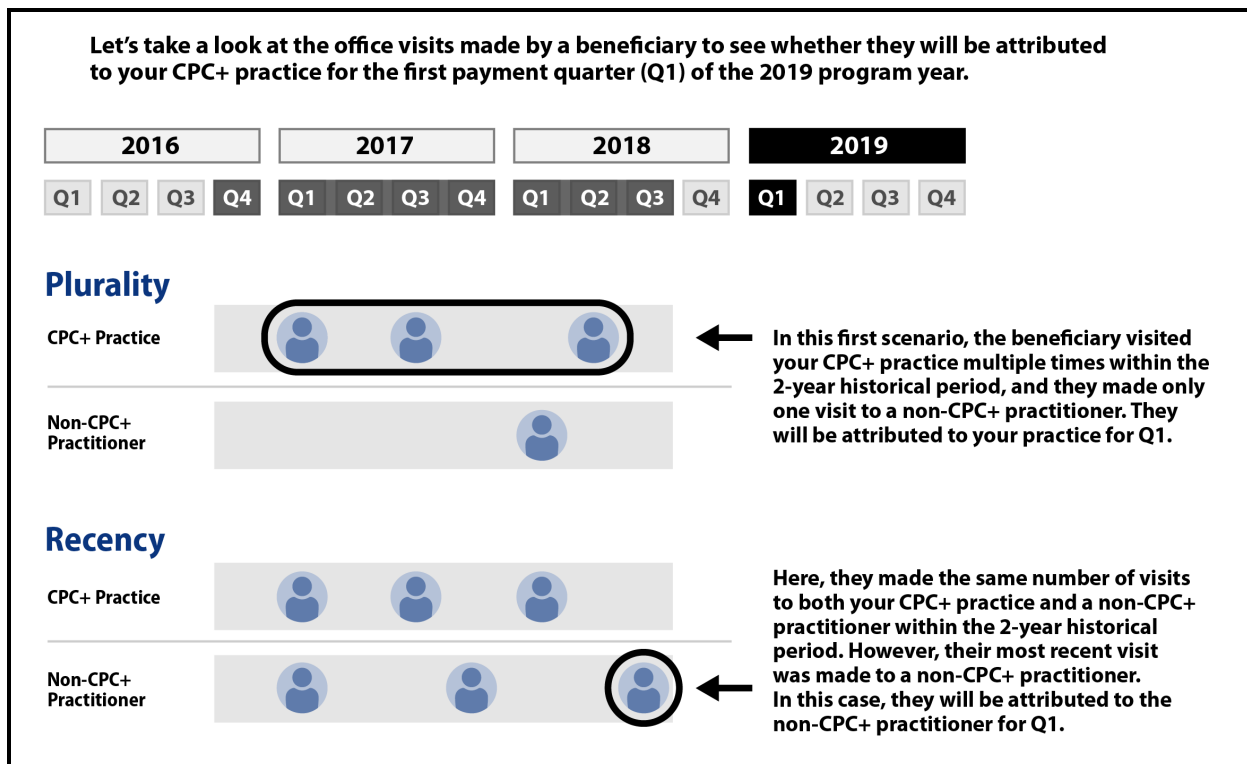 Let's take a look at the office visits made by a beneficiary to see whether they will be attributed
to your CPC+ practice for the first payment quarter (Q1) of the 2019 program year.
2016 2017 2018 2019
Q1 Q2 Q3 Q4 Q1 Q2 Q3 Q4 Q1 Q2 Q3 Q4 Q1 Q2 Q3 Q4
Plurality
CPC+ Practice
Non-CPC+
Practitioner
In this first scenario, the beneficiary visited
your CPC+ practice multiple times within the
2-year historical period, and they made only
one visit to a non-CPC+ practitioner. They
will be attributed to your practice for Q1.
Recency
CPC+ Practice
Non-CPC+
Practitioner
Here, they made the same number of visits
to both your CPC+ practice and a non-CPC+
practitioner within the 2-year historical
period. However, their most recent visit
was made to a non-CPC+ practitioner.
In this case, they will be attributed to the
non-CPC+ practitioner for Q1.